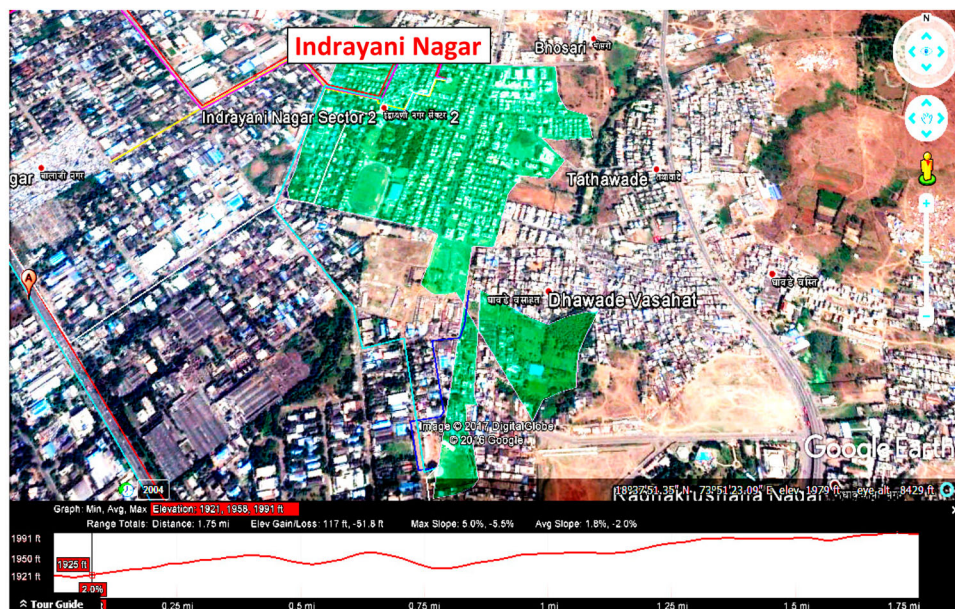 N
Indrayani Nagar
Bhosari भोसरी
Indrayani Nagar Sector 2 इंद्रायणी नगर सेक्टर 2
gar बालाजी नगर
Tathawade तथावडे
A
धावडे वस्ति
धावडे वसाहत Dhawade Vasahat
Image © 2017 DigitalGlobe
© 2016 Google
Google Earth
2004
18°37'51.35" N 73°51'23.09" E elev 1979 ft eye alt 8429 ft
Graph: Min, Avg, Max Elevation: 1921, 1958, 1991 ft
Range Totals: Distance: 1.75 mi Elev Gain/Loss: 117 ft, -51.8 ft Max Slope: 5.0%, -5.5% Avg Slope: 1.8%, -2.0%
1991 ft
1950 ft
1925 ft
1921 ft
2.0%
Tour Guide ft 0.25 mi 0.5 mi 0.75 mi 1 mi 1.25 mi 1.5 mi 1.75 mi